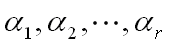 α₁, α₂, ⋯, αᵣ